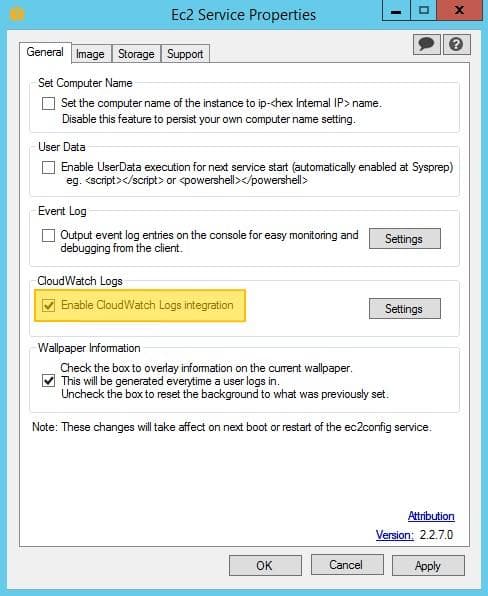 Ec2 Service Properties
General
Image
Storage
Support
Set Computer Name
Set the computer name of the instance to ip-<hex Internal IP> name.
Disable this feature to persist your own computer name setting.
User Data
Enable UserData execution for next service start (automatically enabled at Sysprep)
eg. <script></script> or <powershell></powershell>
Event Log
Output event log entries on the console for easy monitoring and
debugging from the client.
Settings
CloudWatch Logs
Enable CloudWatch Logs integration
Settings
Wallpaper Information
Check the box to overlay information on the current wallpaper.
This will be generated everytime a user logs in.
Uncheck the box to reset the background to what was previously set.
Note: These changes will take affect on next boot or restart of the ec2config service.
Attribution
Version: 2.2.7.0
OK
Cancel
Apply